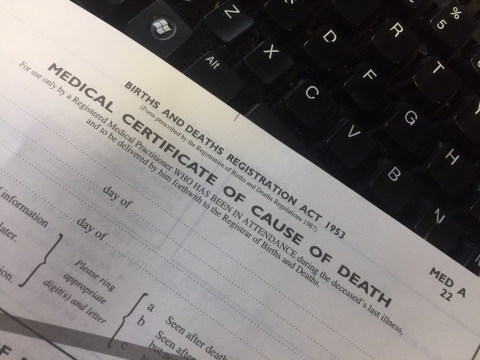 BIRTHS AND DEATHS REGISTRATION ACT 1953
(Form prescribed by the Registration of Births and Deaths Regulations 1987)
MED A
22
MEDICAL CERTIFICATE OF CAUSE OF DEATH
For use only by a Registered Medical Practitioner WHO HAS BEEN IN ATTENDANCE during the deceased's last illness,
and to be delivered by him forthwith to the Registrar of Births and Deaths.
day of
day of
of information
later.
Please ring
appropriate
digit(s) and letter
a Seen after death
b Seen after
but no
c
Alt
Z
X
C
V
B
N
D
F
G
H
R
T
%
5